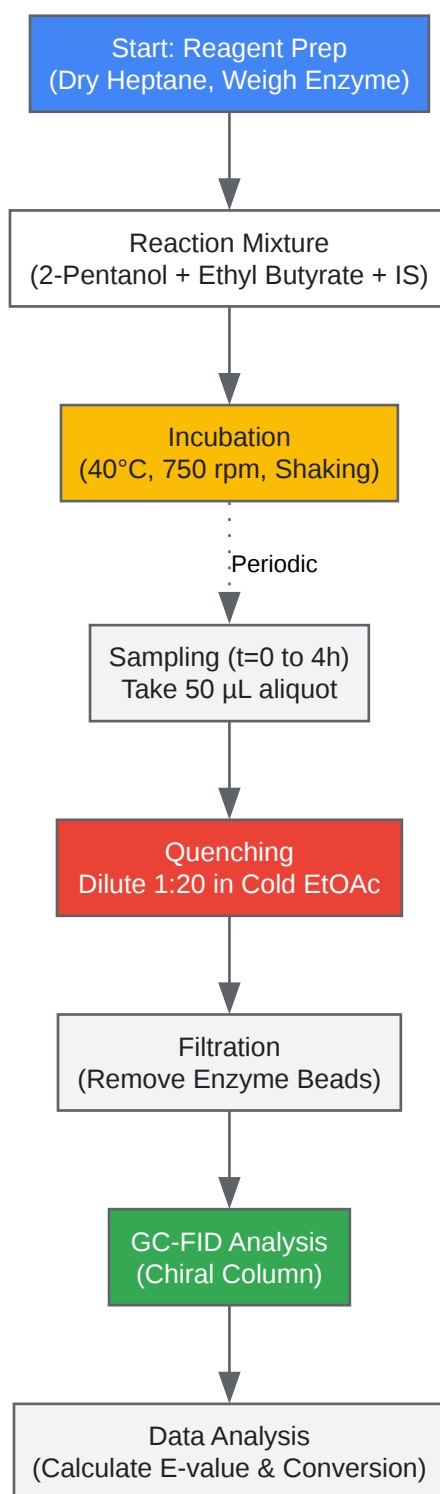 Start: Reagent Prep
(Dry Heptane, Weigh Enzyme)
Reaction Mixture
(2-Pentanol + Ethyl Butyrate + IS)
Incubation
(40°C, 750 rpm, Shaking)
Periodic
Sampling (t=0 to 4h)
Take 50 µL aliquot
Quenching
Dilute 1:20 in Cold EtOAc
Filtration
(Remove Enzyme Beads)
GC-FID Analysis
(Chiral Column)
Data Analysis
(Calculate E-value & Conversion)